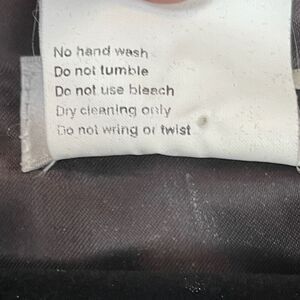 No hand wash
Do not tumble
Do not use bleach
Dry cleaning only
Do not wring or twist